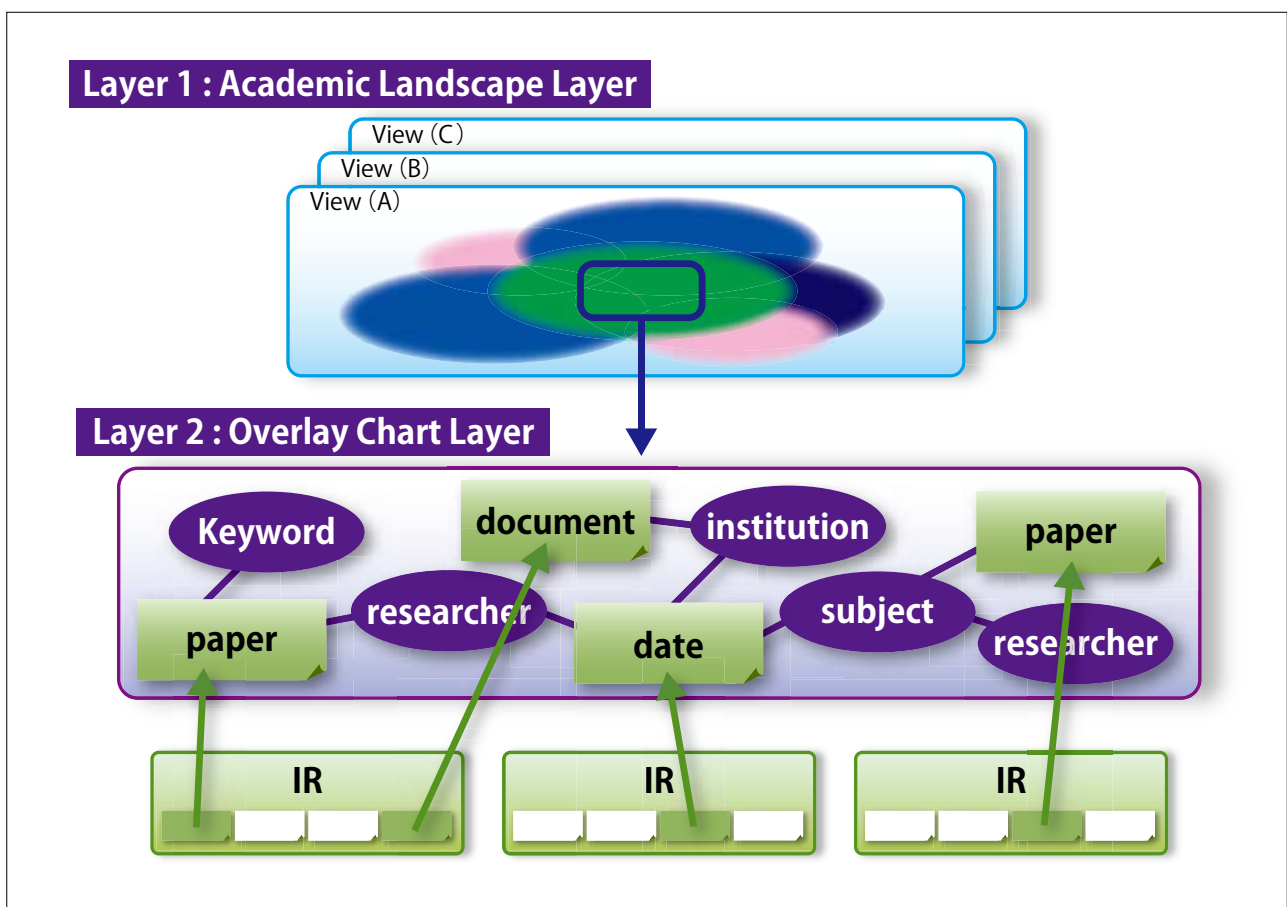 Layer 1 : Academic Landscape Layer
View (C)
View (B)
View (A)
Layer 2 : Overlay Chart Layer
Keyword
document
institution
paper
researcher
subject
paper
date
researcher
IR
IR
IR